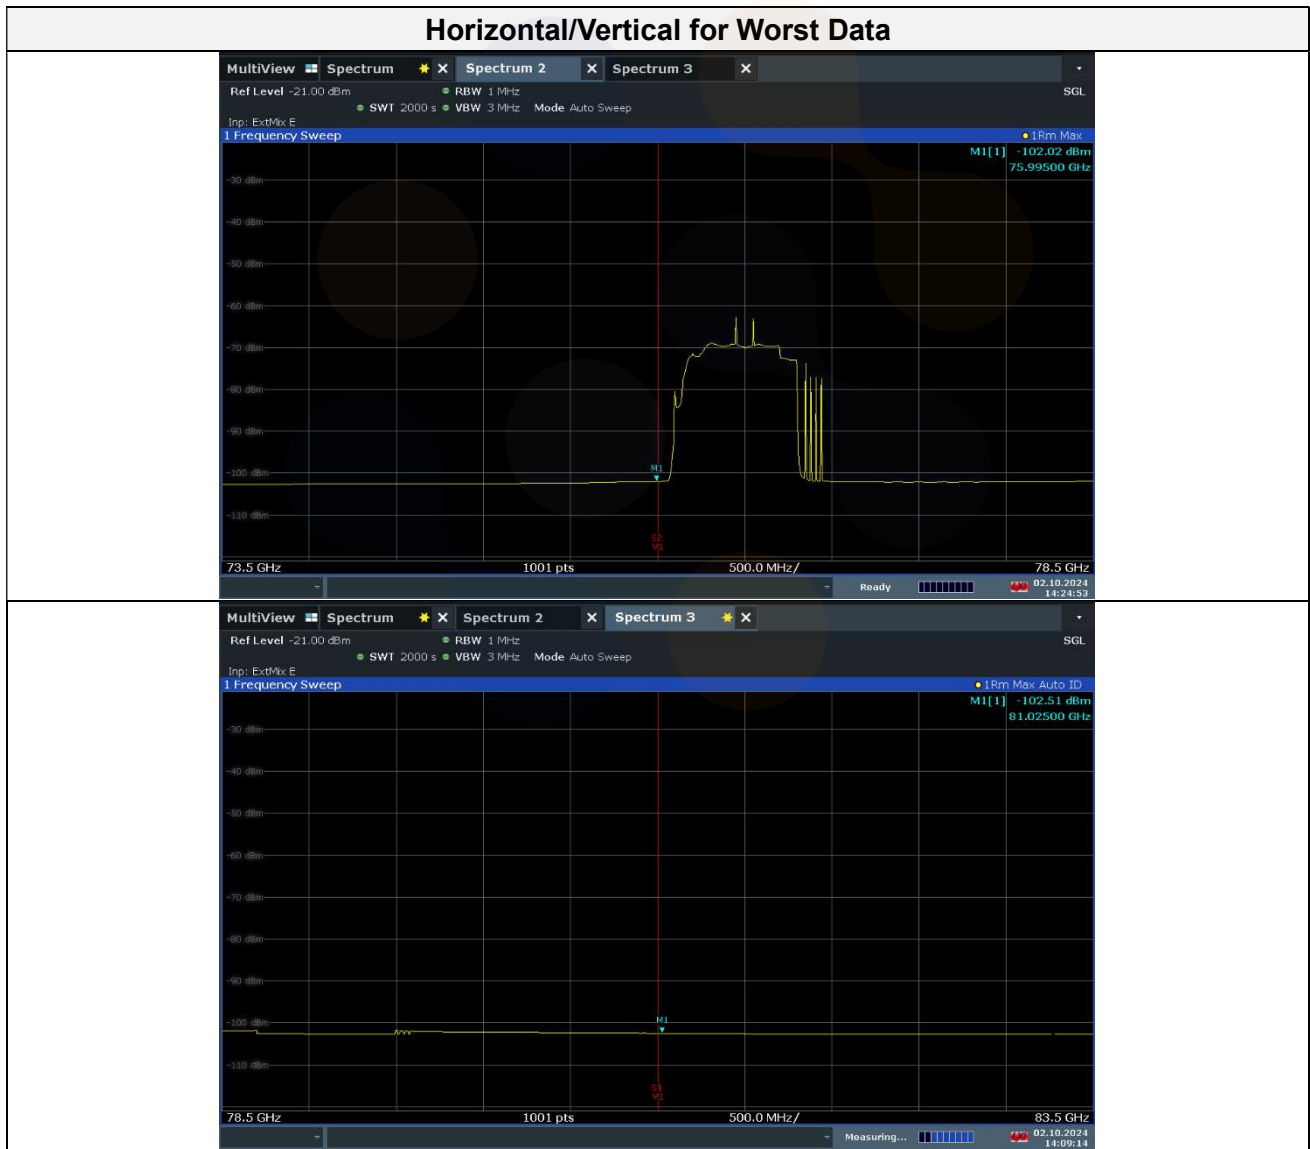 Horizontal/Vertical for Worst Data
MultiView Spectrum Spectrum 2 X Spectrum 3 X
Ref Level -21.00 dBm RBW 1 MHz SGL
SWT 2000 s VBW 3 MHz Mode Auto Sweep
Inp: ExtMix E
1 Frequency Sweep 1Rm Max
M1[1] -102.02 dBm
75.99500 GHz
-30 dBm
-40 dBm
-50 dBm
-60 dBm
-70 dBm
-80 dBm
-90 dBm
M1
-100 dBm
-110 dBm
S2
V1
73.5 GHz 1001 pts 500.0 MHz/ 78.5 GHz
Ready 02.10.2024
14:24:53
MultiView Spectrum X Spectrum 2 X Spectrum 3 X
Ref Level -21.00 dBm RBW 1 MHz SGL
SWT 2000 s VBW 3 MHz Mode Auto Sweep
Inp: ExtMix E
1 Frequency Sweep 1Rm Max Auto ID
M1[1] -102.51 dBm
81.02500 GHz
-30 dBm
-40 dBm
-50 dBm
-60 dBm
-70 dBm
-80 dBm
-90 dBm
-100 dBm M1
-110 dBm
S1
V1
78.5 GHz 1001 pts 500.0 MHz/ 83.5 GHz
Measuring... 02.10.2024
14:09:14